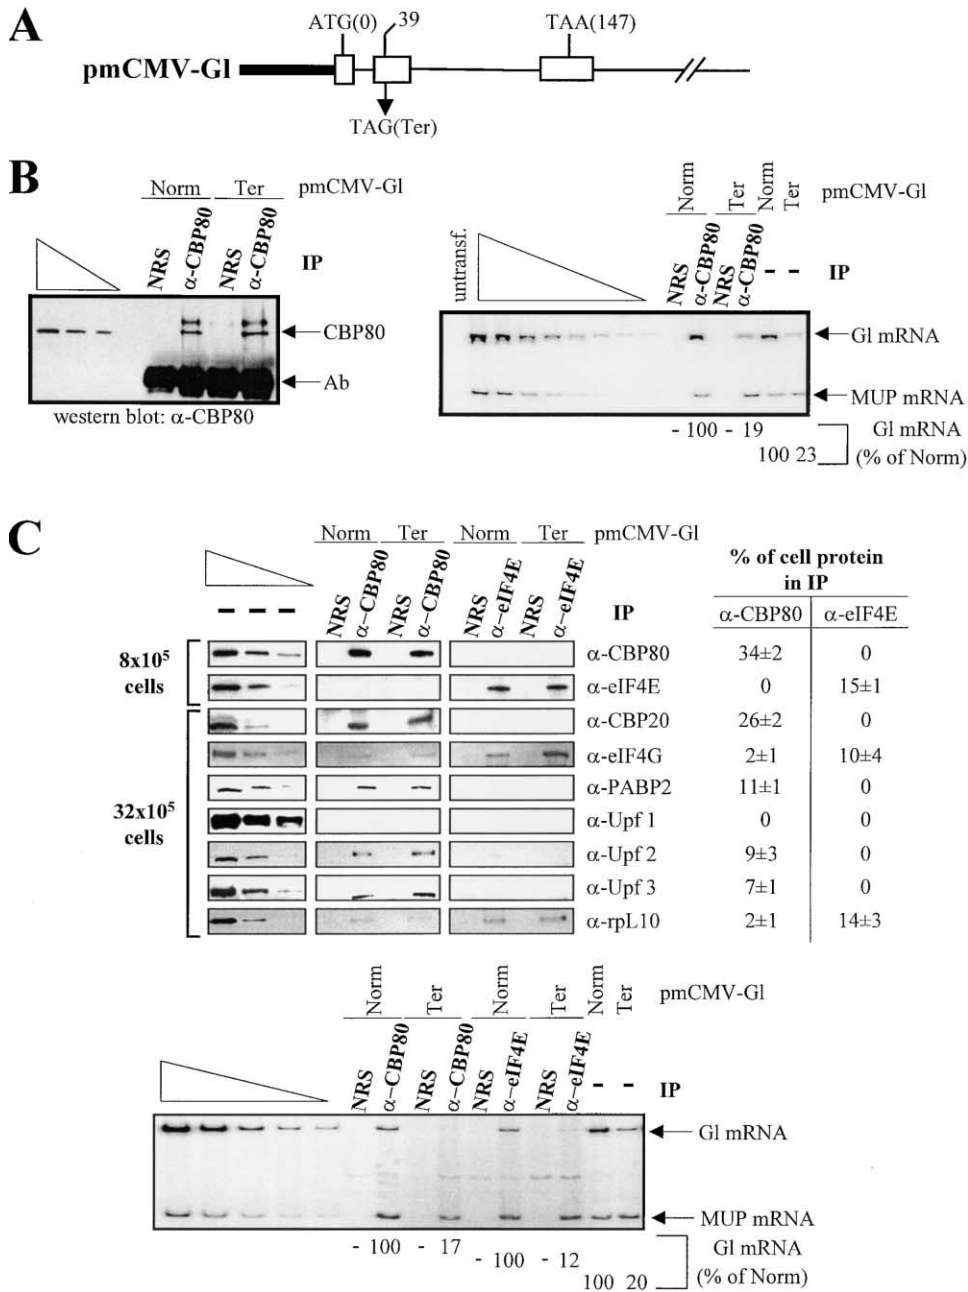 A
ATG(0)
39
TAA(147)
pmCMV-Gl
TAG(Ter)
B
Norm Ter pmCMV-Gl
NRS α-CBP80 NRS α-CBP80 IP
CBP80
Ab
western blot: α-CBP80
Norm Ter Norm Ter pmCMV-Gl
untransf. NRS α-CBP80 NRS α-CBP80 - - IP
Gl mRNA
MUP mRNA
- 100 - 19 Gl mRNA
100 23 (% of Norm)
C
Norm Ter Norm Ter pmCMV-Gl
% of cell protein
in IP
- - - NRS α-CBP80 NRS α-CBP80 NRS α-eIF4E NRS α-eIF4E IP
α-CBP80 α-eIF4E
8x10⁵
cells
α-CBP80 34±2 0
α-eIF4E 0 15±1
32x10⁵
cells
α-CBP20 26±2 0
α-eIF4G 2±1 10±4
α-PABP2 11±1 0
α-Upf 1 0 0
α-Upf 2 9±3 0
α-Upf 3 7±1 0
α-rpL10 2±1 14±3
Norm Ter Norm Ter Norm Ter pmCMV-Gl
NRS α-CBP80 NRS α-CBP80 NRS α-eIF4E NRS α-eIF4E - - IP
Gl mRNA
MUP mRNA
- 100 - 17 - 100 - 12 Gl mRNA
100 20 (% of Norm)